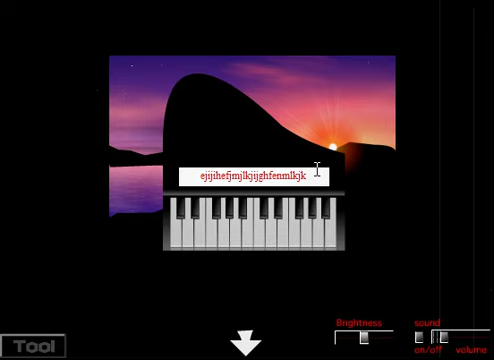 ejijihefjmjlkjijghfenmlkjk
Brightness
sound
on/off
volume
Tool